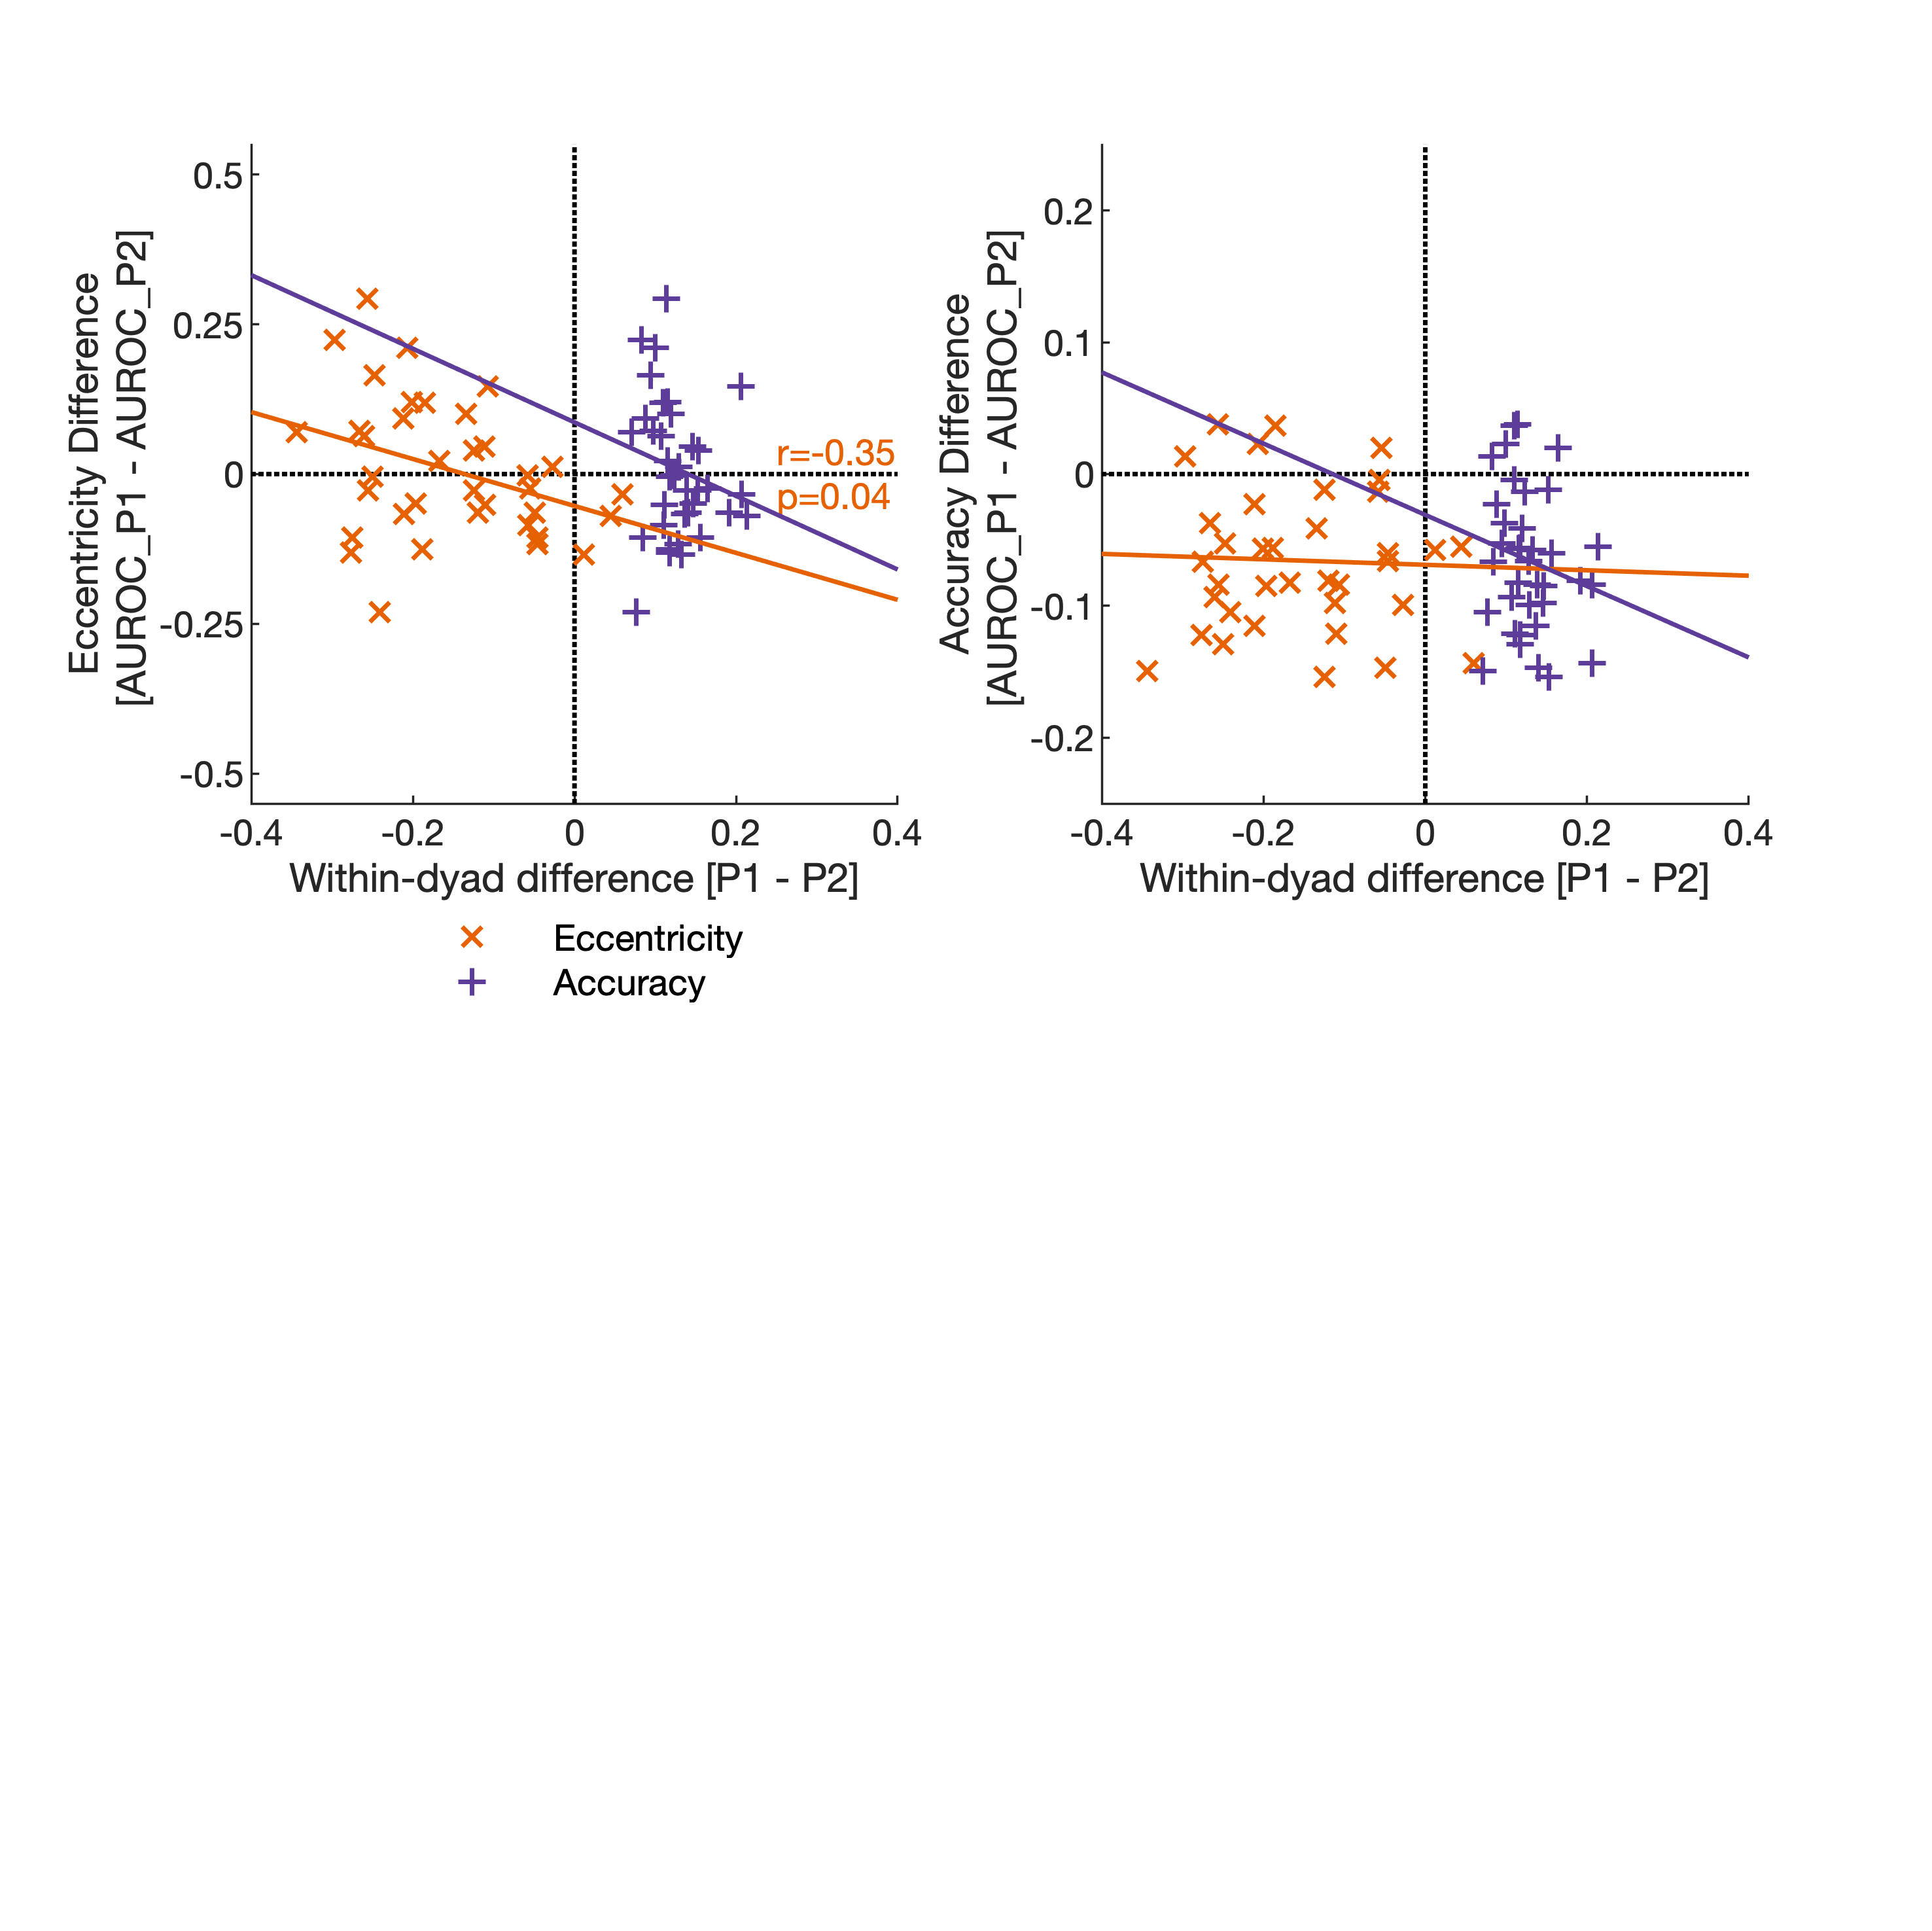 Eccentricity Difference
[AUROC_P1 - AUROC_P2]
0.5
0.25
0
-0.25
-0.5
r=-0.35
p=0.04
-0.4
-0.2
0
0.2
0.4
Within-dyad difference [P1 - P2]
Eccentricity
Accuracy
Accuracy Difference
[AUROC_P1 - AUROC_P2]
0.2
0.1
0
-0.1
-0.2
-0.4
-0.2
0
0.2
0.4
Within-dyad difference [P1 - P2]